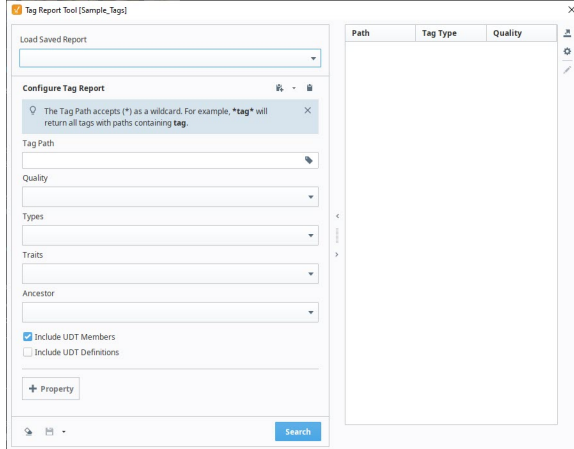 Tag Report Tool [Sample_Tags]
Load Saved Report
Configure Tag Report
The Tag Path accepts (*) as a wildcard. For example, *tag* will
return all tags with paths containing tag.
Tag Path
Quality
Types
Traits
Ancestor
Include UDT Members
Include UDT Definitions
+ Property
Search
Path Tag Type Quality